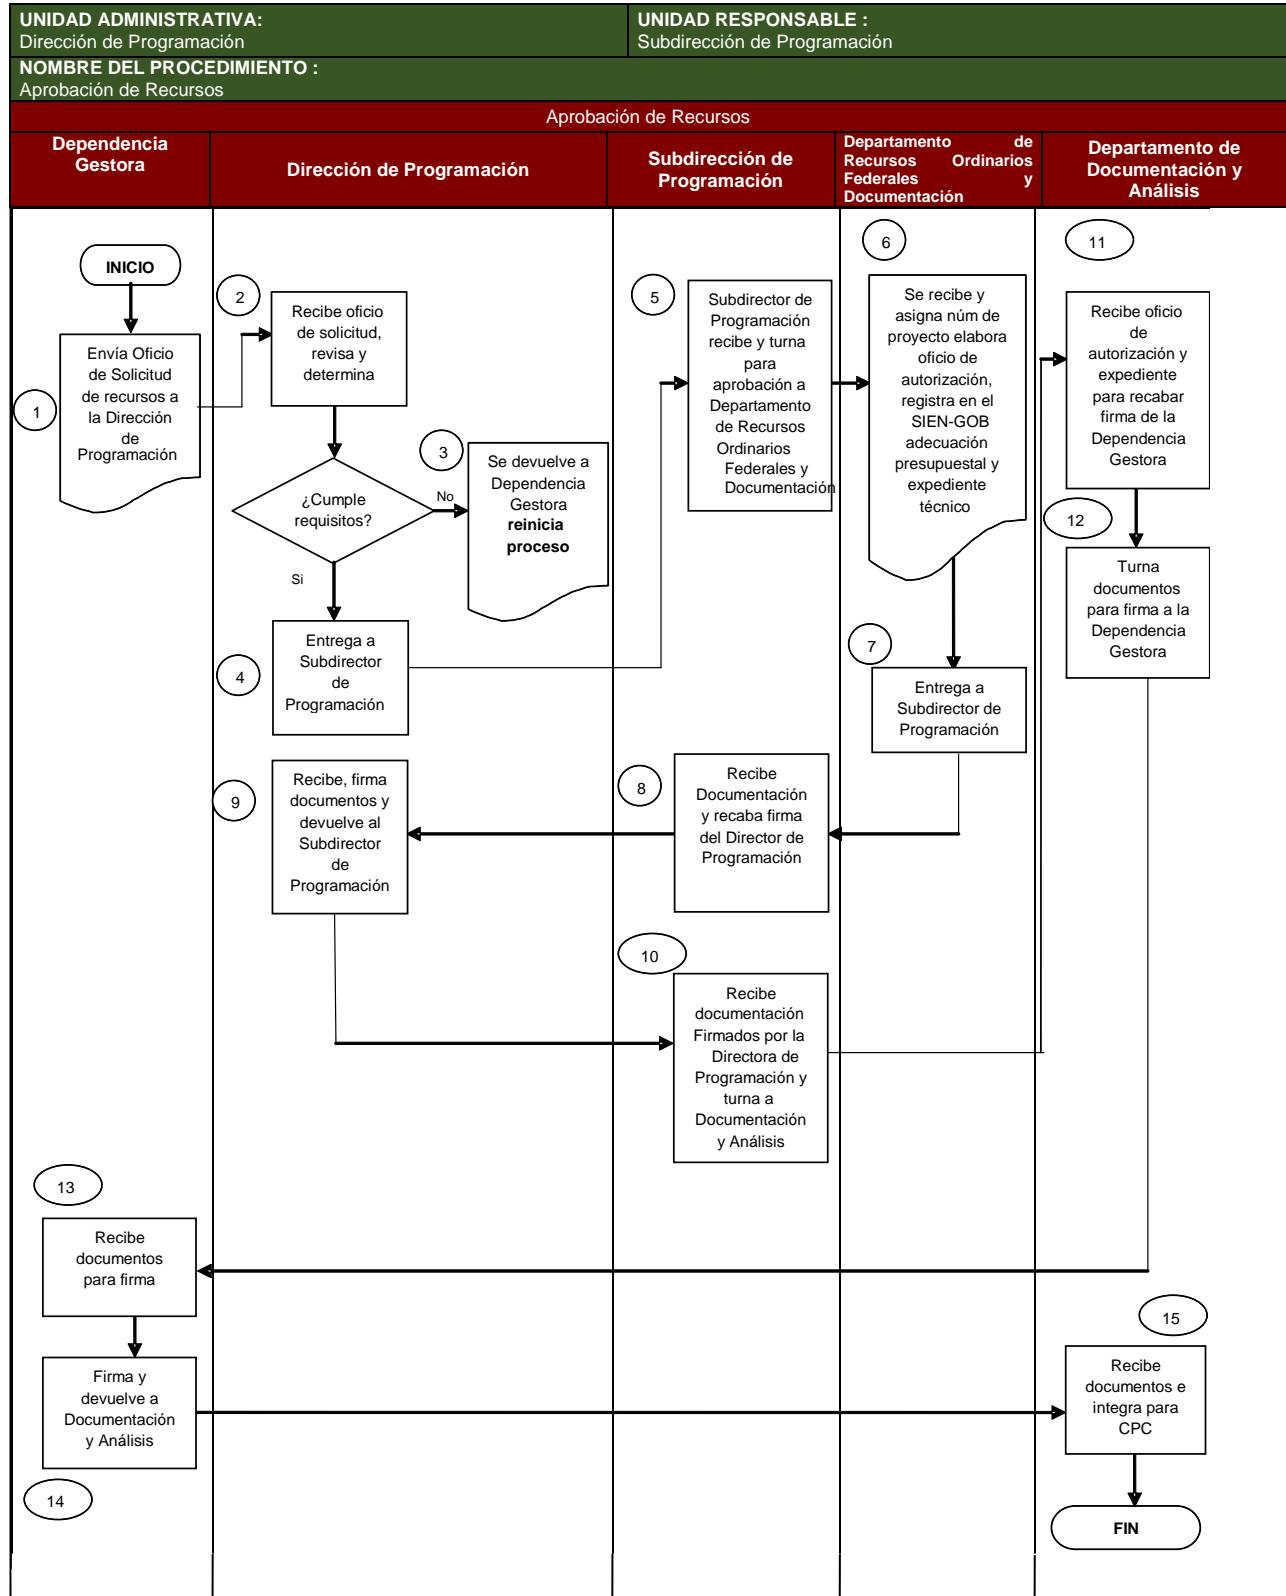 UNIDAD ADMINISTRATIVA:
Dirección de Programación
UNIDAD RESPONSABLE :
Subdirección de Programación
NOMBRE DEL PROCEDIMIENTO :
Aprobación de Recursos
Aprobación de Recursos
Dependencia
Gestora
Dirección de Programación
Subdirección de
Programación
Departamento de
Recursos Ordinarios
Federales y
Documentación
Departamento de
Documentación y
Análisis
INICIO
1
Envía Oficio
de Solicitud
de recursos a
la Dirección
de
Programación
2
Recibe oficio
de solicitud,
revisa y
determina
¿Cumple
requisitos?
No
Si
3
Se devuelve a
Dependencia
Gestora
reinicia
proceso
4
Entrega a
Subdirector
de
Programación
5
Subdirector de
Programación
recibe y turna
para
aprobación a
Departamento
de Recursos
Ordinarios
Federales y
Documentación
6
Se recibe y
asigna núm de
proyecto elabora
oficio de
autorización,
registra en el
SIEN-GOB
adecuación
presupuestal y
expediente
técnico
7
Entrega a
Subdirector de
Programación
8
Recibe
Documentación
y recaba firma
del Director de
Programación
9
Recibe, firma
documentos y
devuelve al
Subdirector
de
Programación
10
Recibe
documentación
Firmados por la
Directora de
Programación y
turna a
Documentación
y Análisis
11
Recibe oficio
de
autorización y
expediente
para recabar
firma de la
Dependencia
Gestora
12
Turna
documentos
para firma a la
Dependencia
Gestora
13
Recibe
documentos
para firma
Firma y
devuelve a
Documentación
y Análisis
14
15
Recibe
documentos e
integra para
CPC
FIN